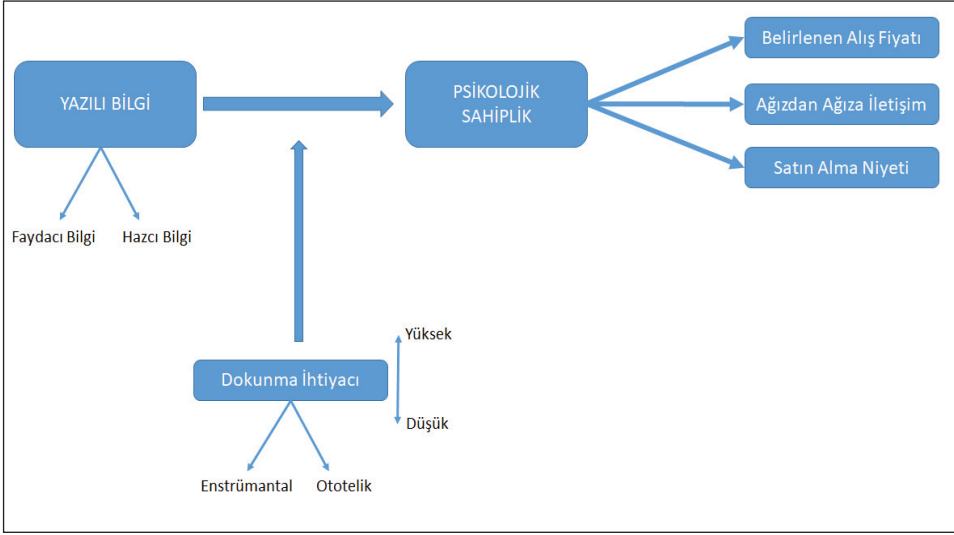 YAZILI BİLGİ
Faydacı Bilgi
Hazcı Bilgi
PSİKOLOJİK
SAHİPLİK
Belirlenen Alış Fiyatı
Ağızdan Ağıza İletişim
Satın Alma Niyeti
Dokunma İhtiyacı
Yüksek
Düşük
Enstrümantal
Ototelik